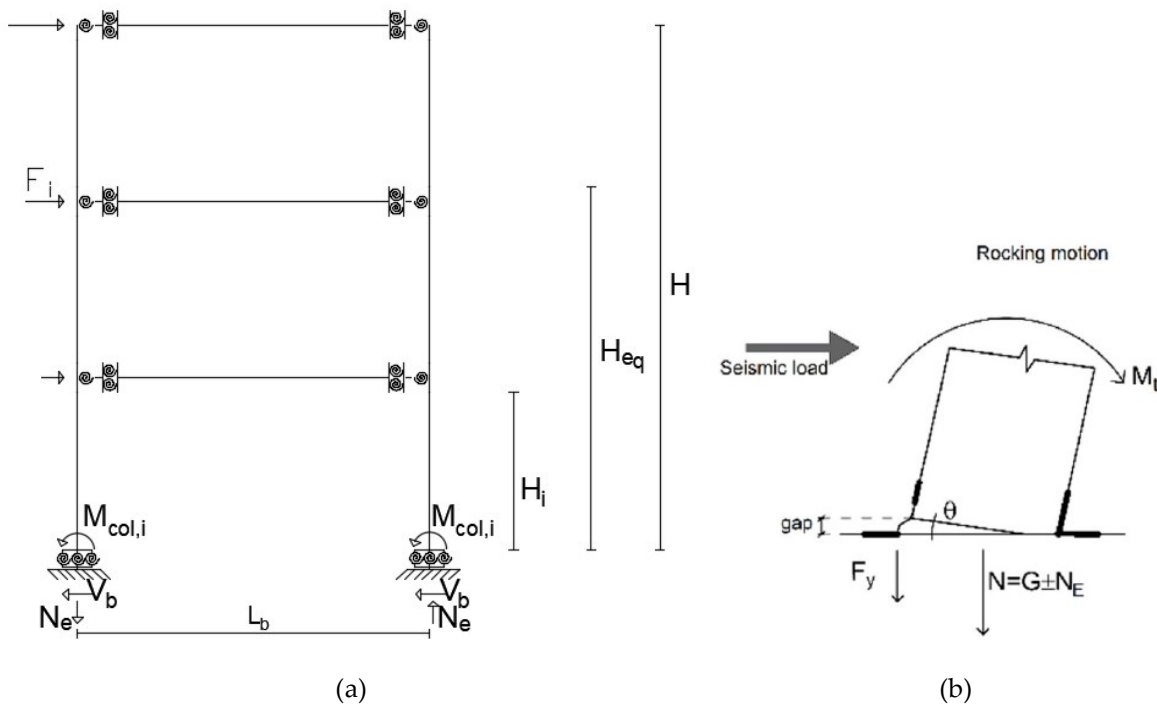 F_i
H
H_eq
H_i
M_col,i
M_col,i
V_b
V_b
N_e
N_e
L_b
Rocking motion
Seismic load
M_t
θ
gap
F_y
N=G±N_E
(a)
(b)